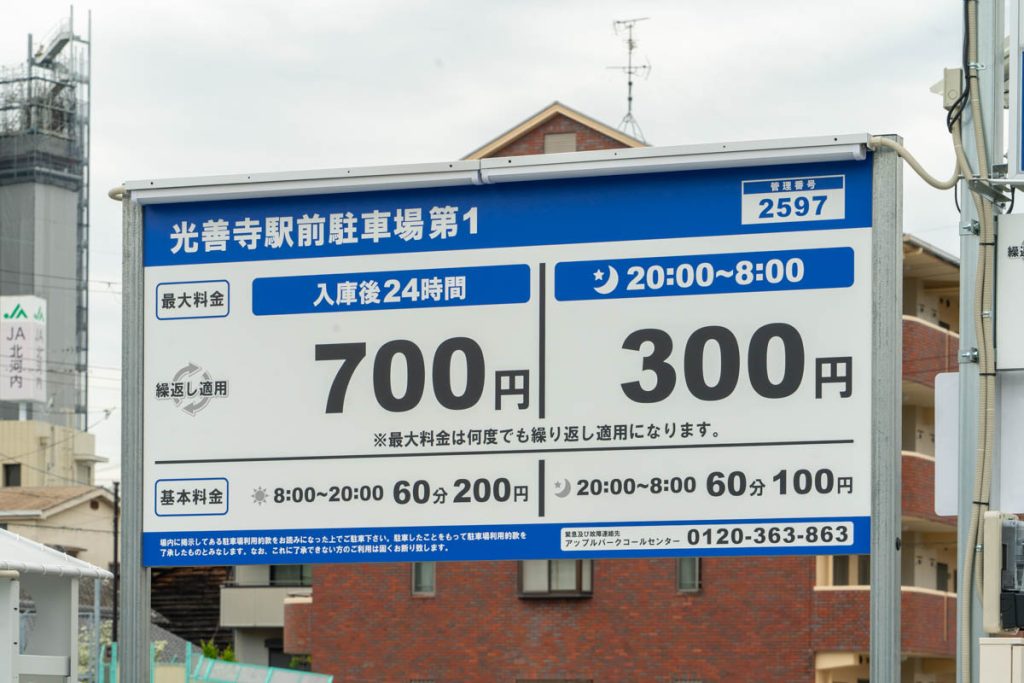 管理番号
2597
光善寺駅前駐車場第1
最大料金
入庫後24時間
20:00~8:00
繰返し適用
700円
300円
※最大料金は何度でも繰り返し適用になります。
基本料金
8:00~20:00 60分 200円
20:00~8:00 60分 100円
場内に掲示してある駐車場利用約款をお読みになった上でご駐車下さい。駐車したことをもって駐車場利用約款を
了承したものとみなします。なお、これに了承できない方のご利用は固くお断り致します。
緊急及び故障連絡先
アップルパークコールセンター 0120-363-863
JA北河内
繰返